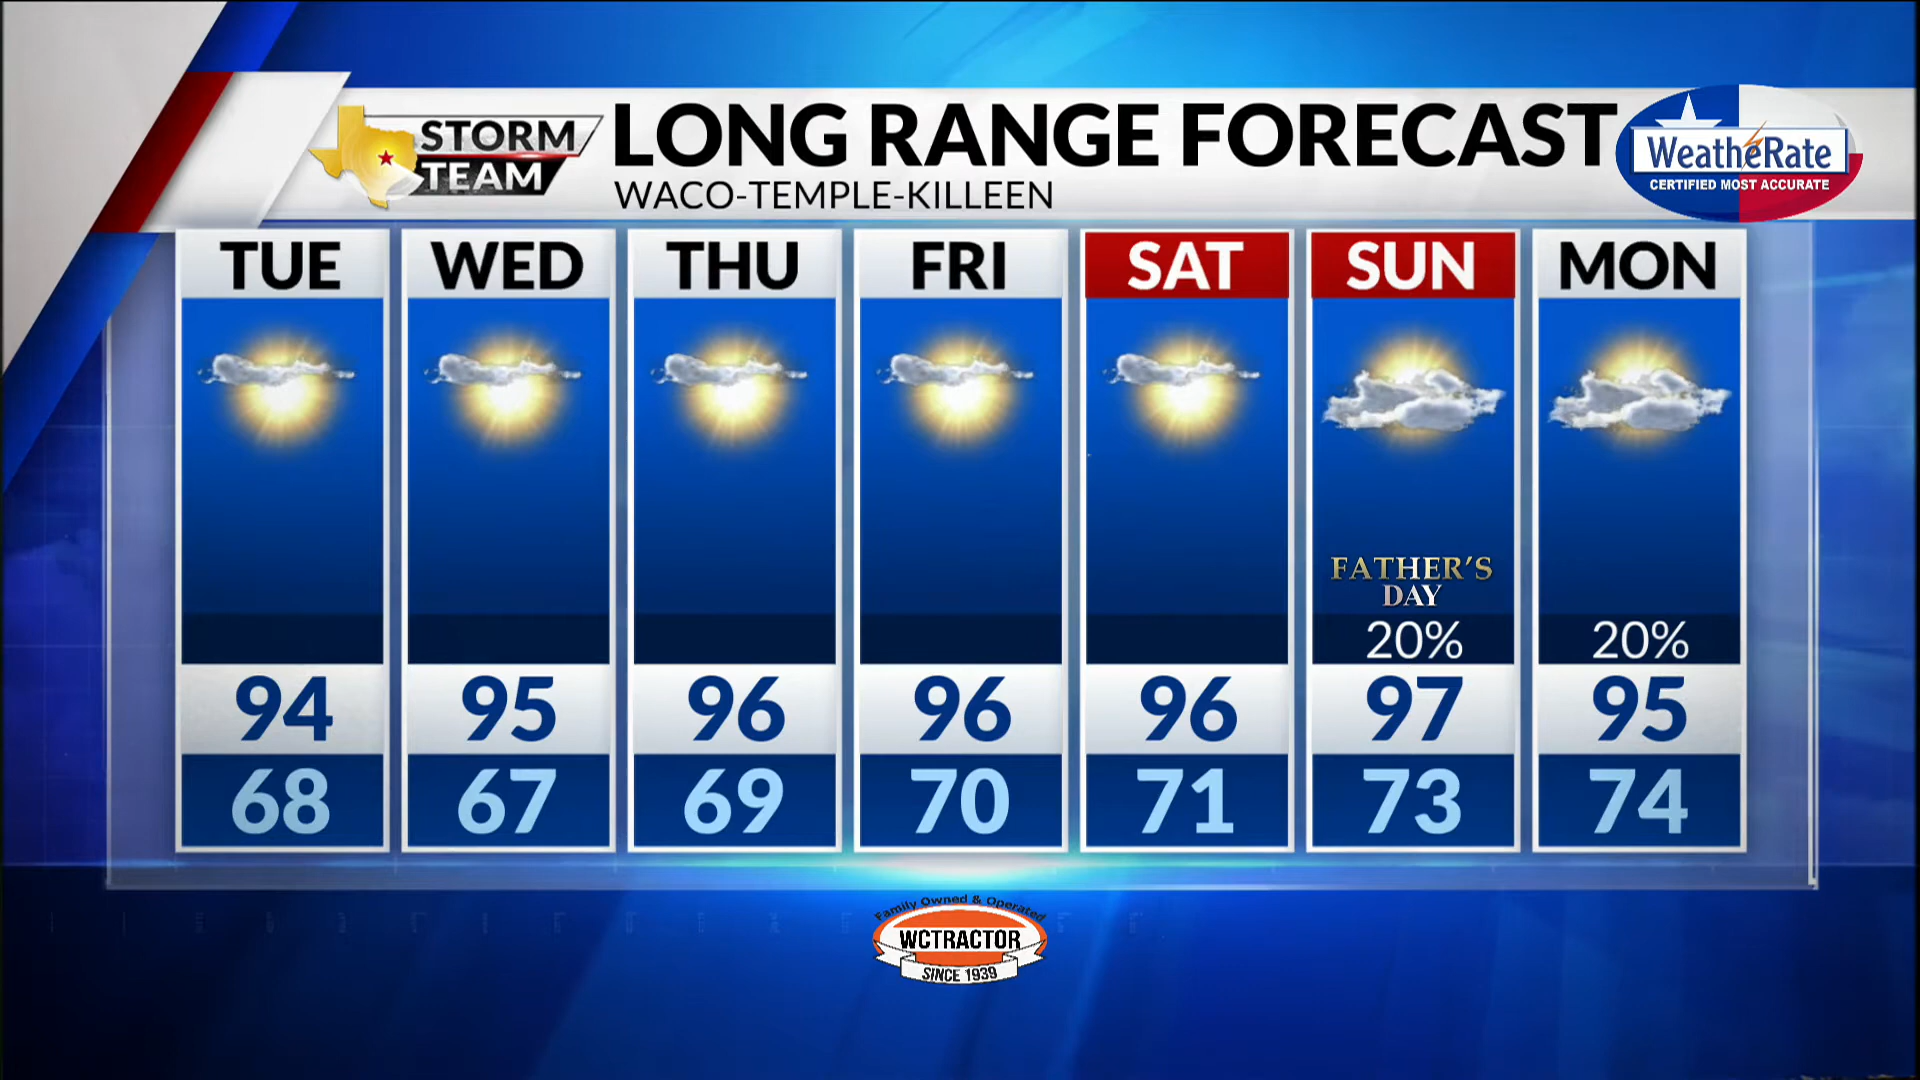 STORM
TEAM
LONG RANGE FORECAST
WACO-TEMPLE-KILLEEN
WeatheRate
CERTIFIED MOST ACCURATE
TUE WED THU FRI SAT SUN MON
FATHER'S
DAY
20% 20%
94 95 96 96 96 97 95
68 67 69 70 71 73 74
Family Owned & Operated
WCTRACTOR
SINCE 1939